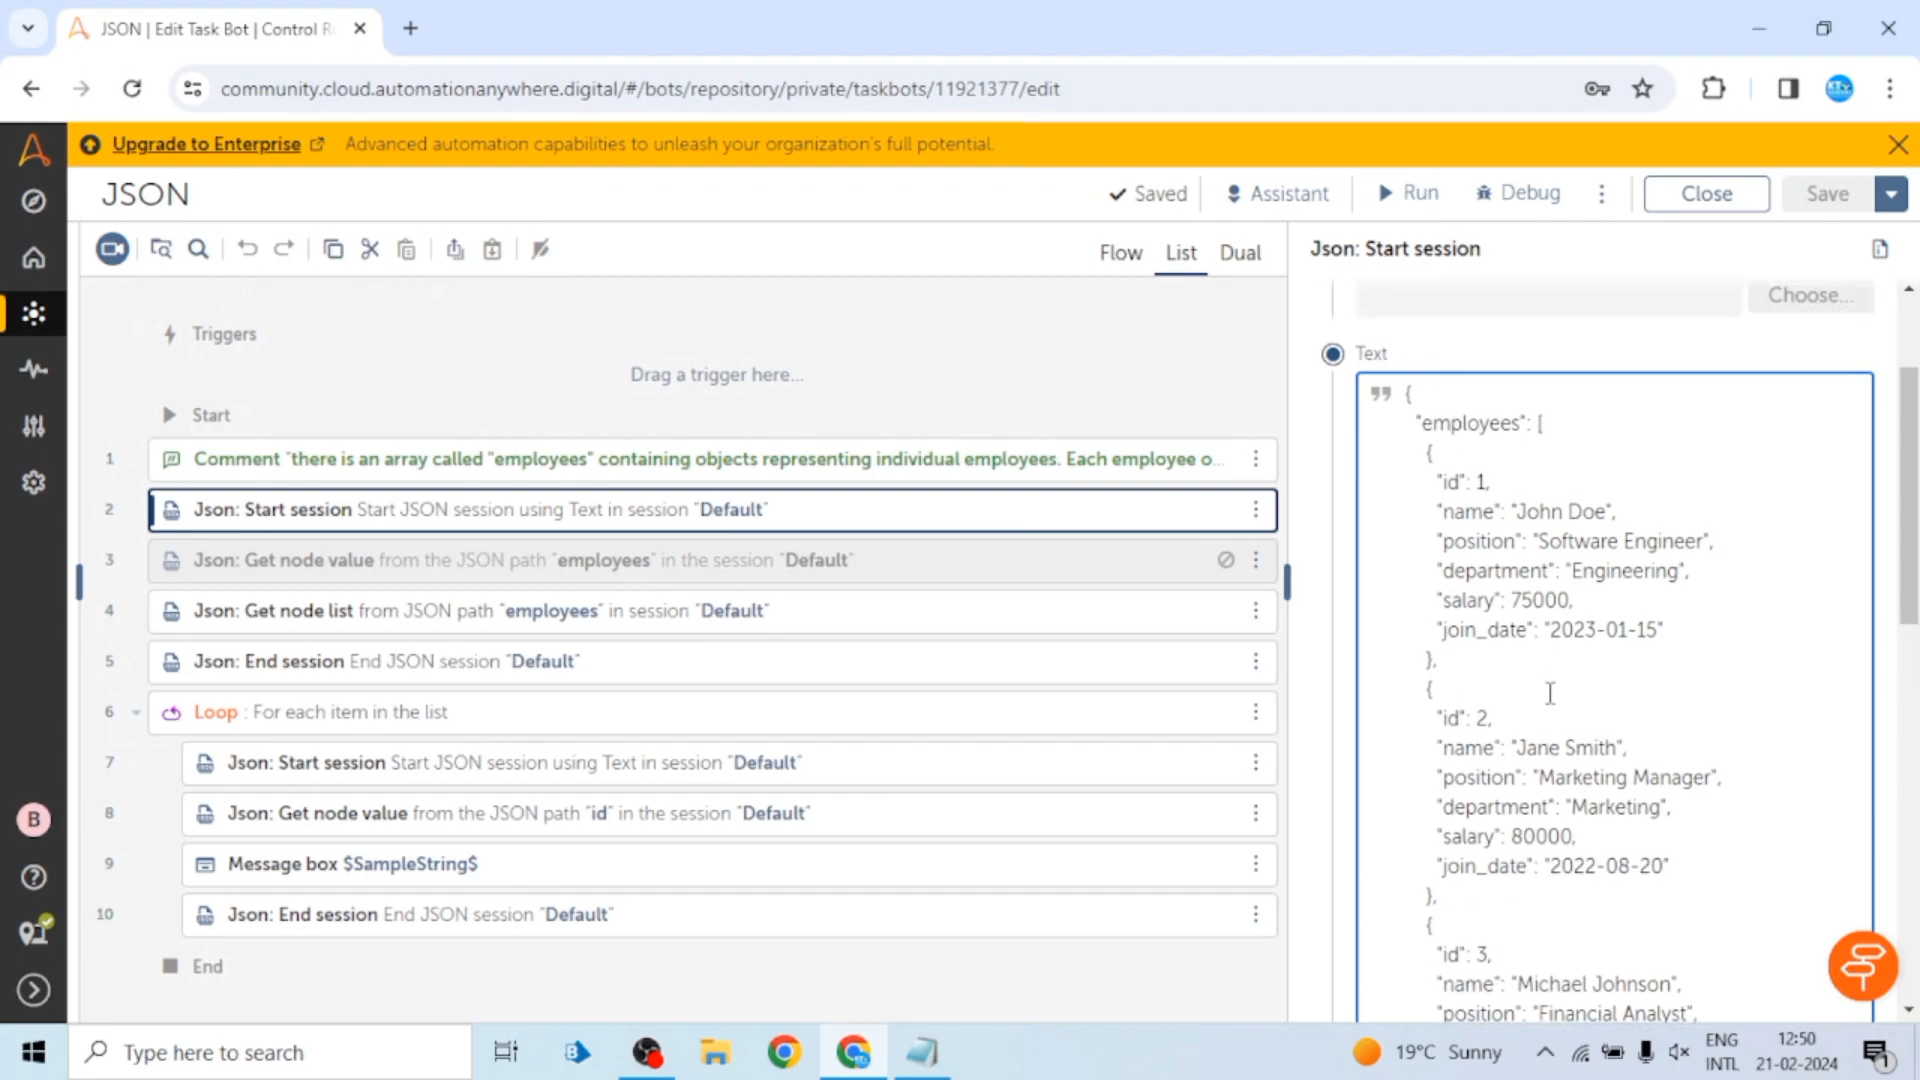 JSON | Edit Task Bot | Control R
community.cloud.automationanywhere.digital/#/bots/repository/private/taskbots/11921377/edit
Upgrade to Enterprise Advanced automation capabilities to unleash your organization's full potential.
JSON
Saved
Assistant
Run
Debug
Close
Save
Flow
List
Dual
Json: Start session
Choose...
Triggers
Drag a trigger here...
Start
1 Comment "there is an array called "employees" containing objects representing individual employees. Each employee o...
2 Json: Start session Start JSON session using Text in session "Default"
3 Json: Get node value from the JSON path "employees" in the session "Default"
4 Json: Get node list from JSON path "employees" in session "Default"
5 Json: End session End JSON session "Default"
6 Loop : For each item in the list
7 Json: Start session Start JSON session using Text in session "Default"
8 Json: Get node value from the JSON path "id" in the session "Default"
9 Message box $SampleString$
10 Json: End session End JSON session "Default"
End
Text
{
"employees": [
{
"id": 1,
"name": "John Doe",
"position": "Software Engineer",
"department": "Engineering",
"salary": 75000,
"join_date": "2023-01-15"
},
{
"id": 2,
"name": "Jane Smith",
"position": "Marketing Manager",
"department": "Marketing",
"salary": 80000,
"join_date": "2022-08-20"
},
{
"id": 3,
"name": "Michael Johnson",
"position": "Financial Analyst",
B
Type here to search
19°C Sunny
ENG
INTL
12:50
21-02-2024
1